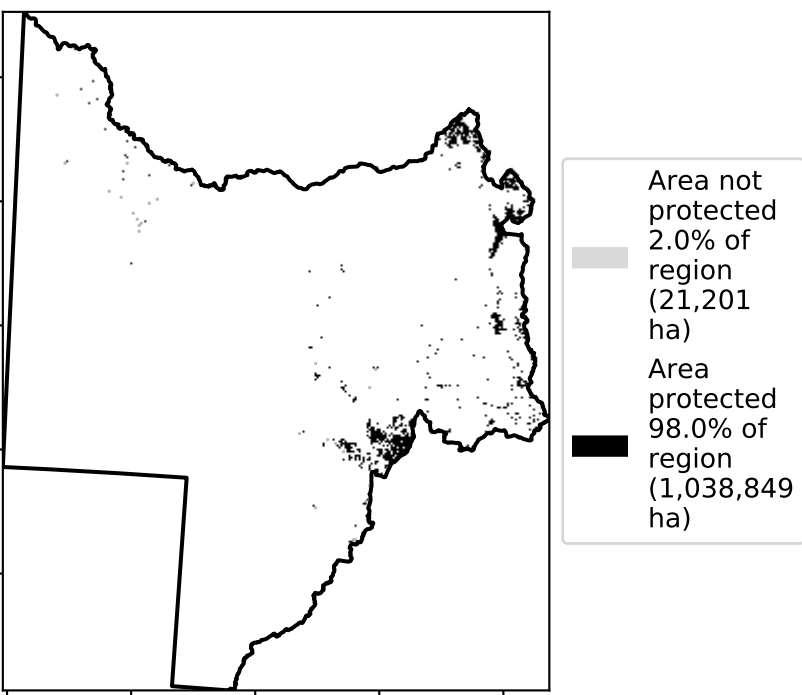 Area not
protected
2.0% of
region
(21,201
ha)
Area
protected
98.0% of
region
(1,038,849
ha)